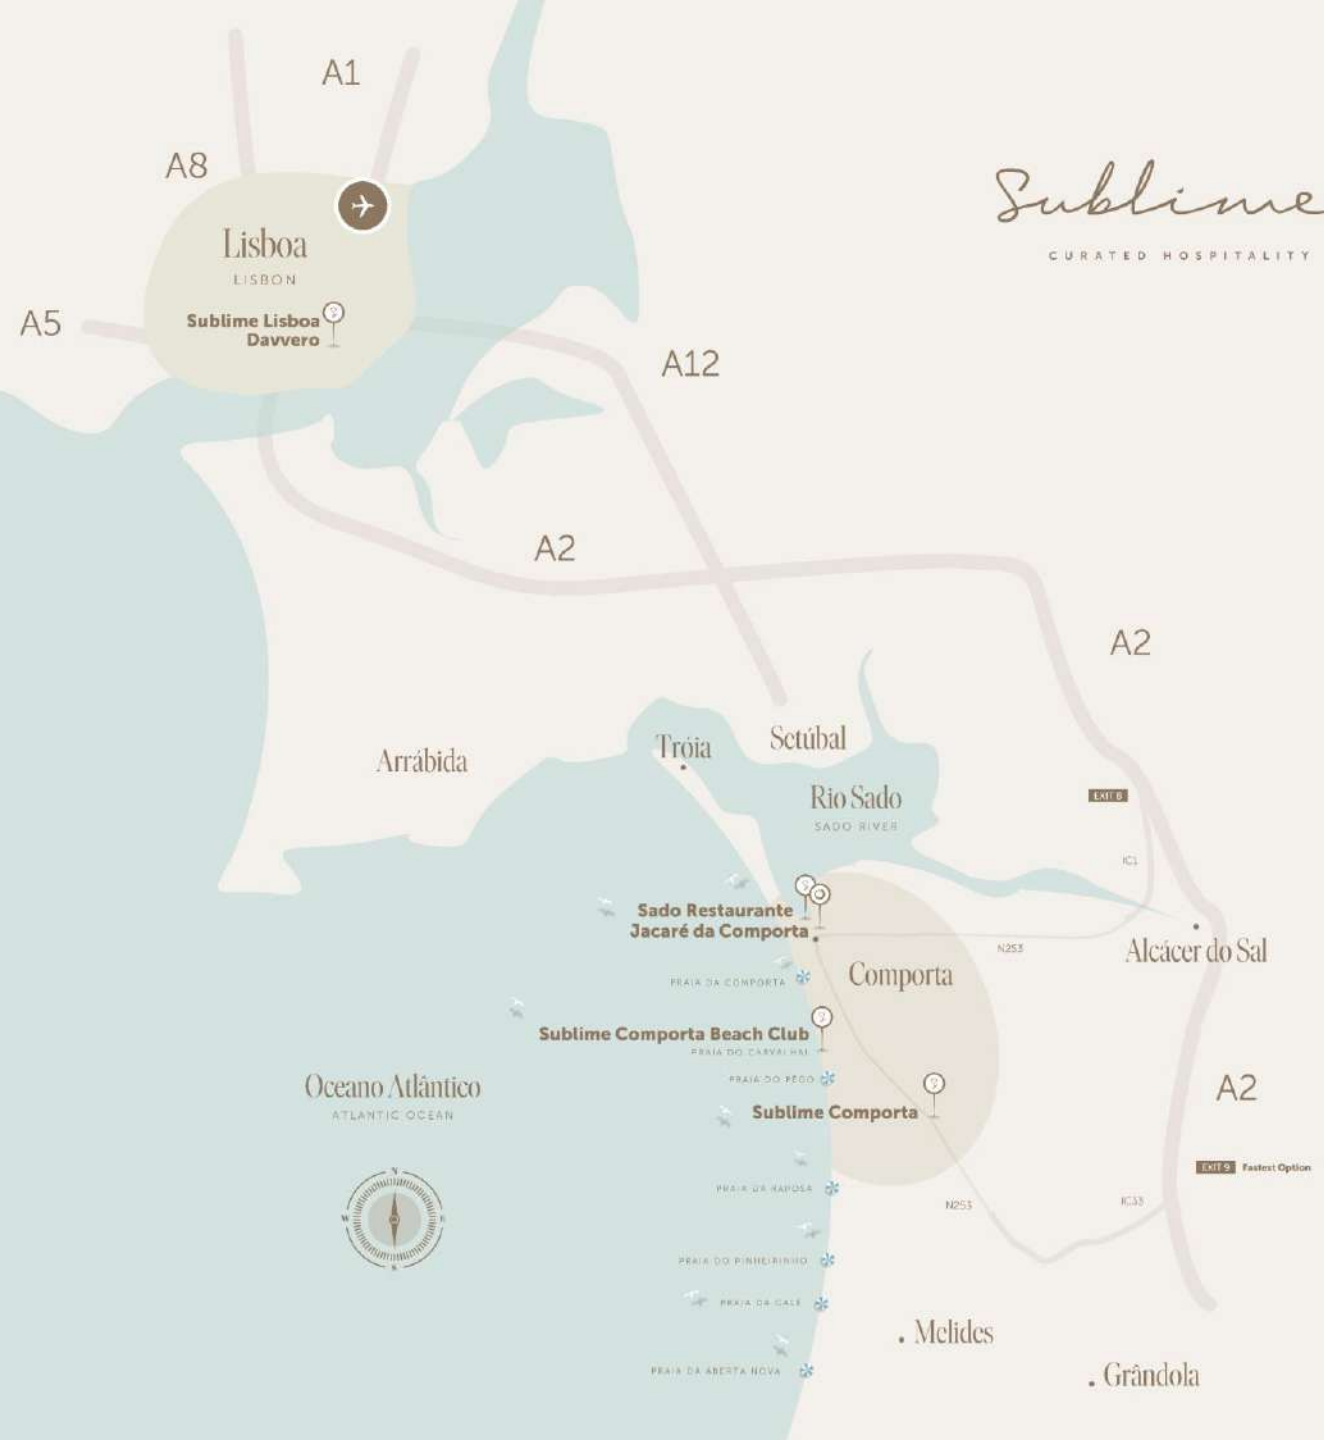 A1
Sublime
A8
CURATED HOSPITALITY
Lisboa
LISBON
A5
Sublime Lisboa
Davvero
A12
A2
A2
Setúbal
Tróia
Arrábida
Rio Sado
SADO RIVER
EXIT 8
IC1
Sado Restaurante
Jacaré da Comporta
N253
Alcácer do Sal
Comporta
PRAIA DA COMPORTA
Sublime Comporta Beach Club
PRAIA DO CARVALHAL
PRAIA DO PEGO
Oceano Atlântico
ATLANTIC OCEAN
A2
Sublime Comporta
EXIT 9 Fastest Option
N
W E
S
PRAIA DA RAPOSA
N253
IC33
PRAIA DO PINHEIRINHO
PRAIA DA GALÉ
Melides
PRAIA DA ABERTA NOVA
Grândola